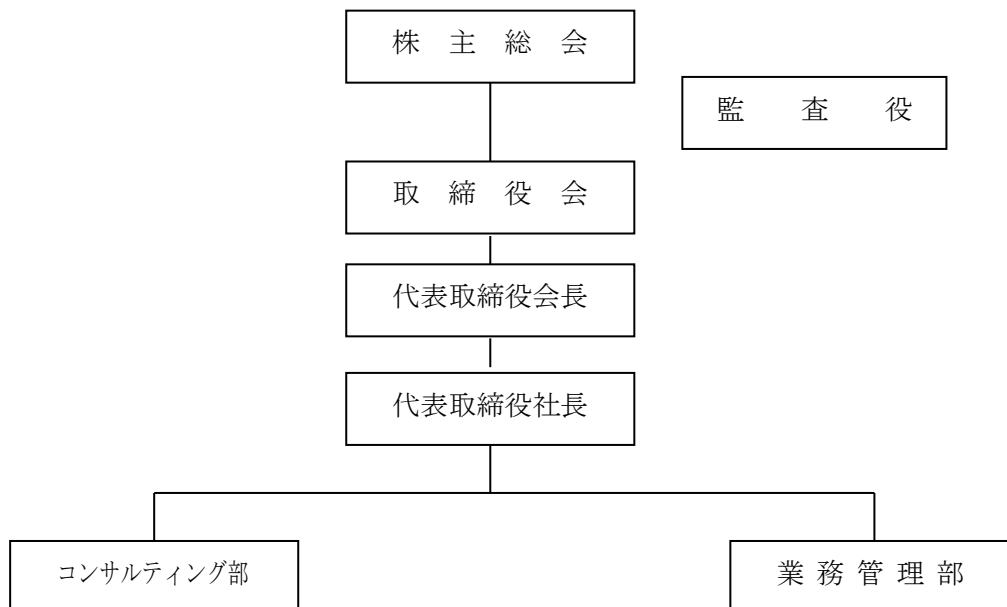 株主総会
監査役
取締役会
代表取締役会長
代表取締役社長
コンサルティング部
業務管理部